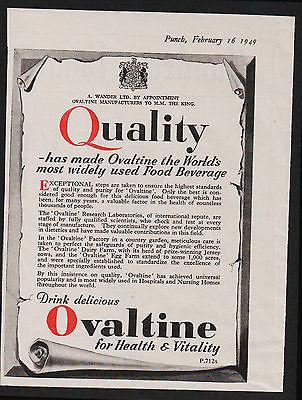 Punch, February 16 1949
A. WANDER LTD. BY APPOINTMENT
OVALTINE MANUFACTURERS TO H.M. THE KING.
Quality
-has made Ovaltine the World's
most widely used Food Beverage
EXCEPTIONAL steps are taken to ensure the highest standards
of quality and purity for 'Ovaltine'. Only the best is con-
sidered good enough for this delicious food beverage which has
been, for many years, a valuable factor in the health of countless
thousands of people.
The 'Ovaltine' Research Laboratories, of international repute, are
staffed by fully qualified scientists, who check and test at every
stage of manufacture. They continually explore new developments
in dietetics and have made valuable contributions in this field.
In the 'Ovaltine' Factory in a country garden, meticulous care is
taken to perfect the safeguards of purity and hygienic efficiency.
The 'Ovaltine' Dairy Farm, with its herd of prize-winning Jersey
cows, and the 'Ovaltine' Egg Farm extend to some 1,000 acres,
and were specially established to standardize the excellence of
the important ingredients used.
By this insistence on quality, 'Ovaltine' has achieved universal
popularity and is most widely used in Hospitals and Nursing Homes
throughout the world.
Drink delicious
Ovaltine
for Health & Vitality
P.712A